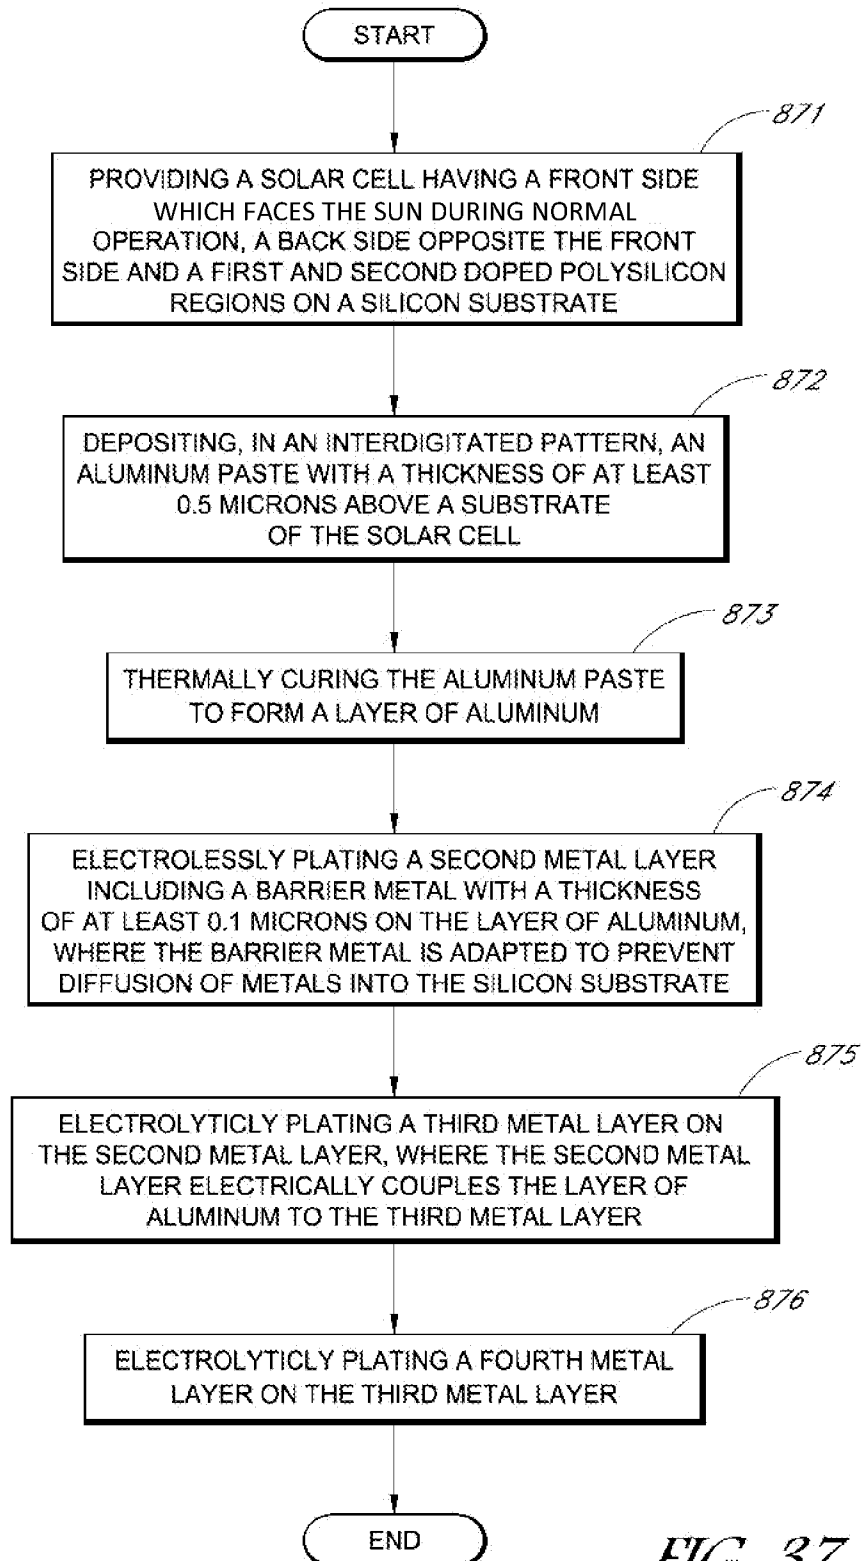 START
871
PROVIDING A SOLAR CELL HAVING A FRONT SIDE
WHICH FACES THE SUN DURING NORMAL
OPERATION, A BACK SIDE OPPOSITE THE FRONT
SIDE AND A FIRST AND SECOND DOPED POLYSILICON
REGIONS ON A SILICON SUBSTRATE
872
DEPOSITING, IN AN INTERDIGITATED PATTERN, AN
ALUMINUM PASTE WITH A THICKNESS OF AT LEAST
0.5 MICRONS ABOVE A SUBSTRATE
OF THE SOLAR CELL
873
THERMALLY CURING THE ALUMINUM PASTE
TO FORM A LAYER OF ALUMINUM
874
ELECTROLESSLY PLATING A SECOND METAL LAYER
INCLUDING A BARRIER METAL WITH A THICKNESS
OF AT LEAST 0.1 MICRONS ON THE LAYER OF ALUMINUM,
WHERE THE BARRIER METAL IS ADAPTED TO PREVENT
DIFFUSION OF METALS INTO THE SILICON SUBSTRATE
875
ELECTROLYTICLY PLATING A THIRD METAL LAYER ON
THE SECOND METAL LAYER, WHERE THE SECOND METAL
LAYER ELECTRICALLY COUPLES THE LAYER OF
ALUMINUM TO THE THIRD METAL LAYER
876
ELECTROLYTICLY PLATING A FOURTH METAL
LAYER ON THE THIRD METAL LAYER
END
FIG. 37